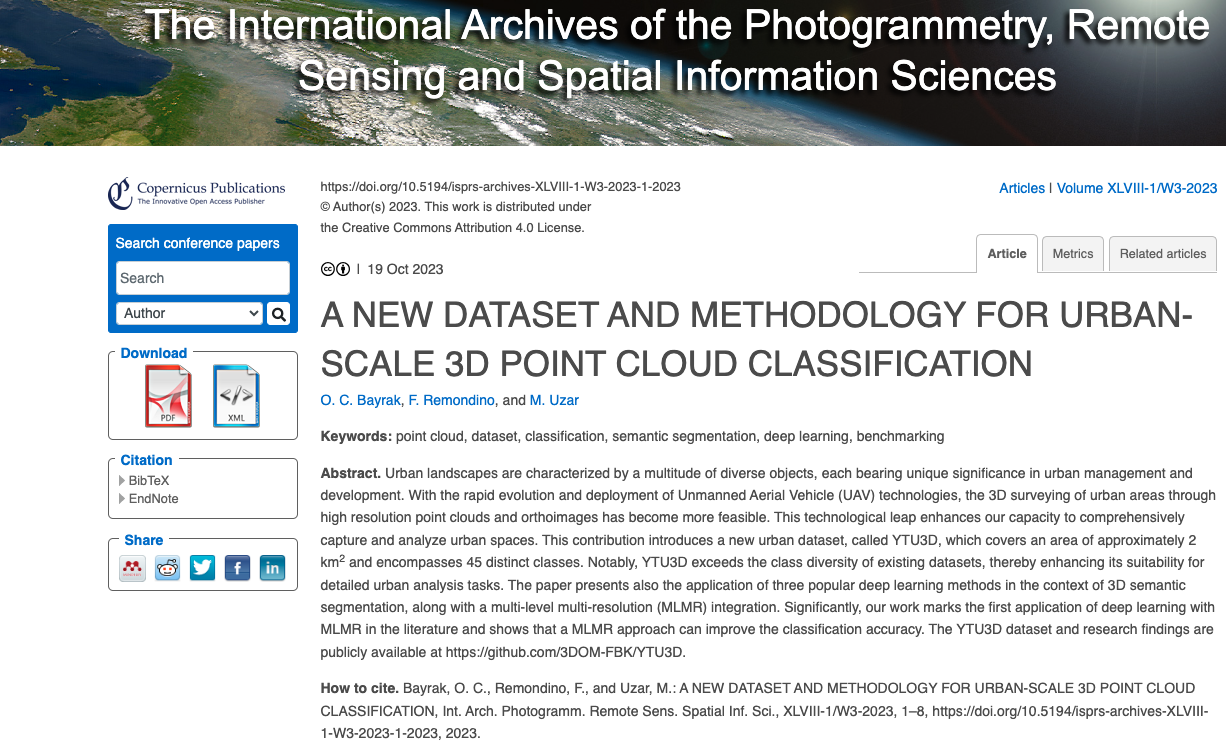 The International Archives of the Photogrammetry, Remote
Sensing and Spatial Information Sciences
Copernicus Publications
The Innovative Open Access Publisher
Search conference papers
Search
Author
Download
PDF
</>
XML
Citation
BibTeX
EndNote
Share
in
https://doi.org/10.5194/isprs-archives-XLVIII-1-W3-2023-1-2023
© Author(s) 2023. This work is distributed under
the Creative Commons Attribution 4.0 License.
Articles | Volume XLVIII-1/W3-2023
Article
Metrics
Related articles
cc | 19 Oct 2023
A NEW DATASET AND METHODOLOGY FOR URBAN-
SCALE 3D POINT CLOUD CLASSIFICATION
O. C. Bayrak, F. Remondino, and M. Uzar
Keywords: point cloud, dataset, classification, semantic segmentation, deep learning, benchmarking
Abstract. Urban landscapes are characterized by a multitude of diverse objects, each bearing unique significance in urban management and
development. With the rapid evolution and deployment of Unmanned Aerial Vehicle (UAV) technologies, the 3D surveying of urban areas through
high resolution point clouds and orthoimages has become more feasible. This technological leap enhances our capacity to comprehensively
capture and analyze urban spaces. This contribution introduces a new urban dataset, called YTU3D, which covers an area of approximately 2
km² and encompasses 45 distinct classes. Notably, YTU3D exceeds the class diversity of existing datasets, thereby enhancing its suitability for
detailed urban analysis tasks. The paper presents also the application of three popular deep learning methods in the context of 3D semantic
segmentation, along with a multi-level multi-resolution (MLMR) integration. Significantly, our work marks the first application of deep learning with
MLMR in the literature and shows that a MLMR approach can improve the classification accuracy. The YTU3D dataset and research findings are
publicly available at https://github.com/3DOM-FBK/YTU3D.
How to cite. Bayrak, O. C., Remondino, F., and Uzar, M.: A NEW DATASET AND METHODOLOGY FOR URBAN-SCALE 3D POINT CLOUD
CLASSIFICATION, Int. Arch. Photogramm. Remote Sens. Spatial Inf. Sci., XLVIII-1/W3-2023, 1–8, https://doi.org/10.5194/isprs-archives-XLVIII-
1-W3-2023-1-2023, 2023.